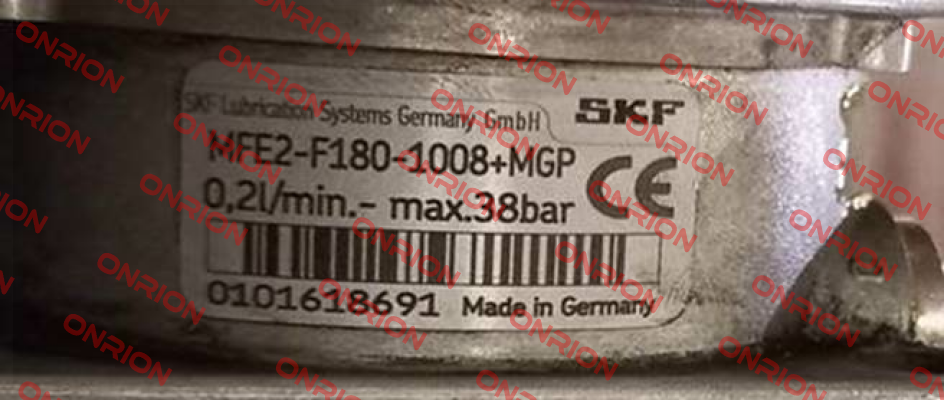 SKF Lubrication Systems Germany GmbH
SKF
MFE2-F180-1008+MGP
0,2l/min.- max.38bar
CE
0101618691 Made in Germany
ONRION